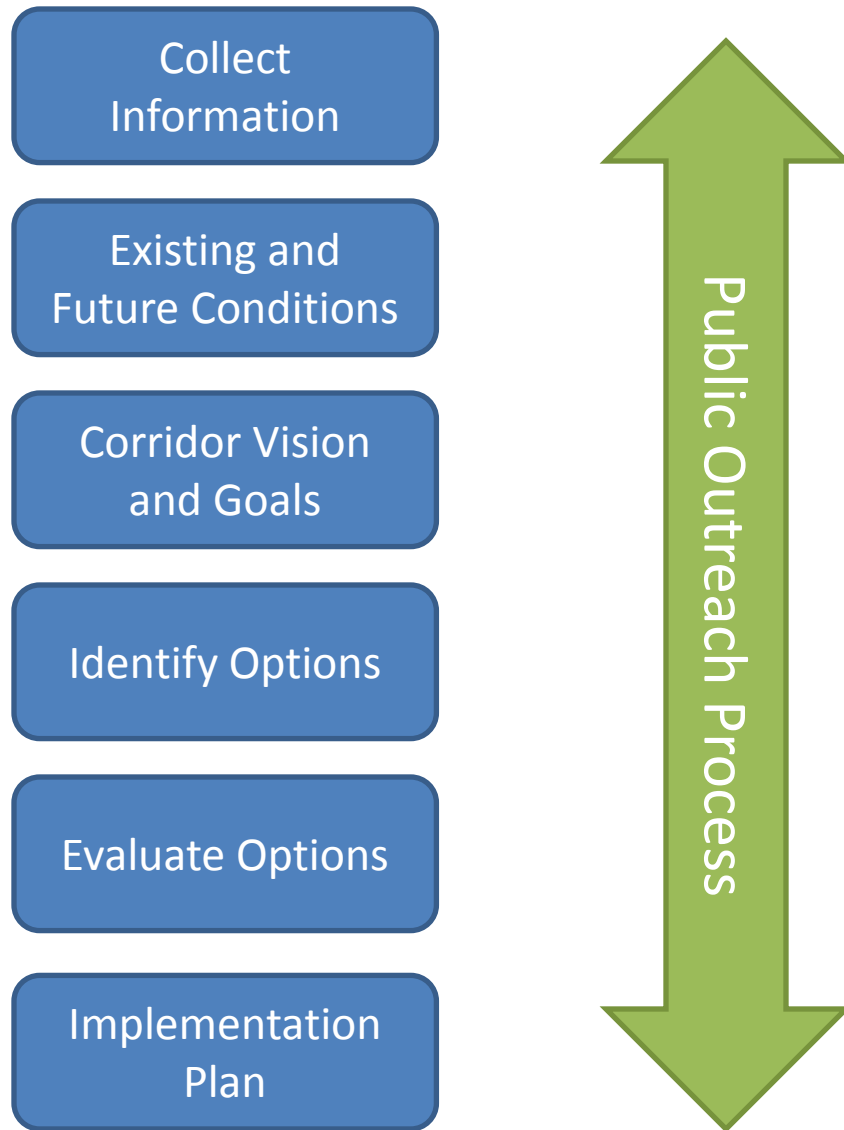 Collect
Information
Existing and
Future Conditions
Corridor Vision
and Goals
Identify Options
Evaluate Options
Implementation
Plan
Public Outreach Process